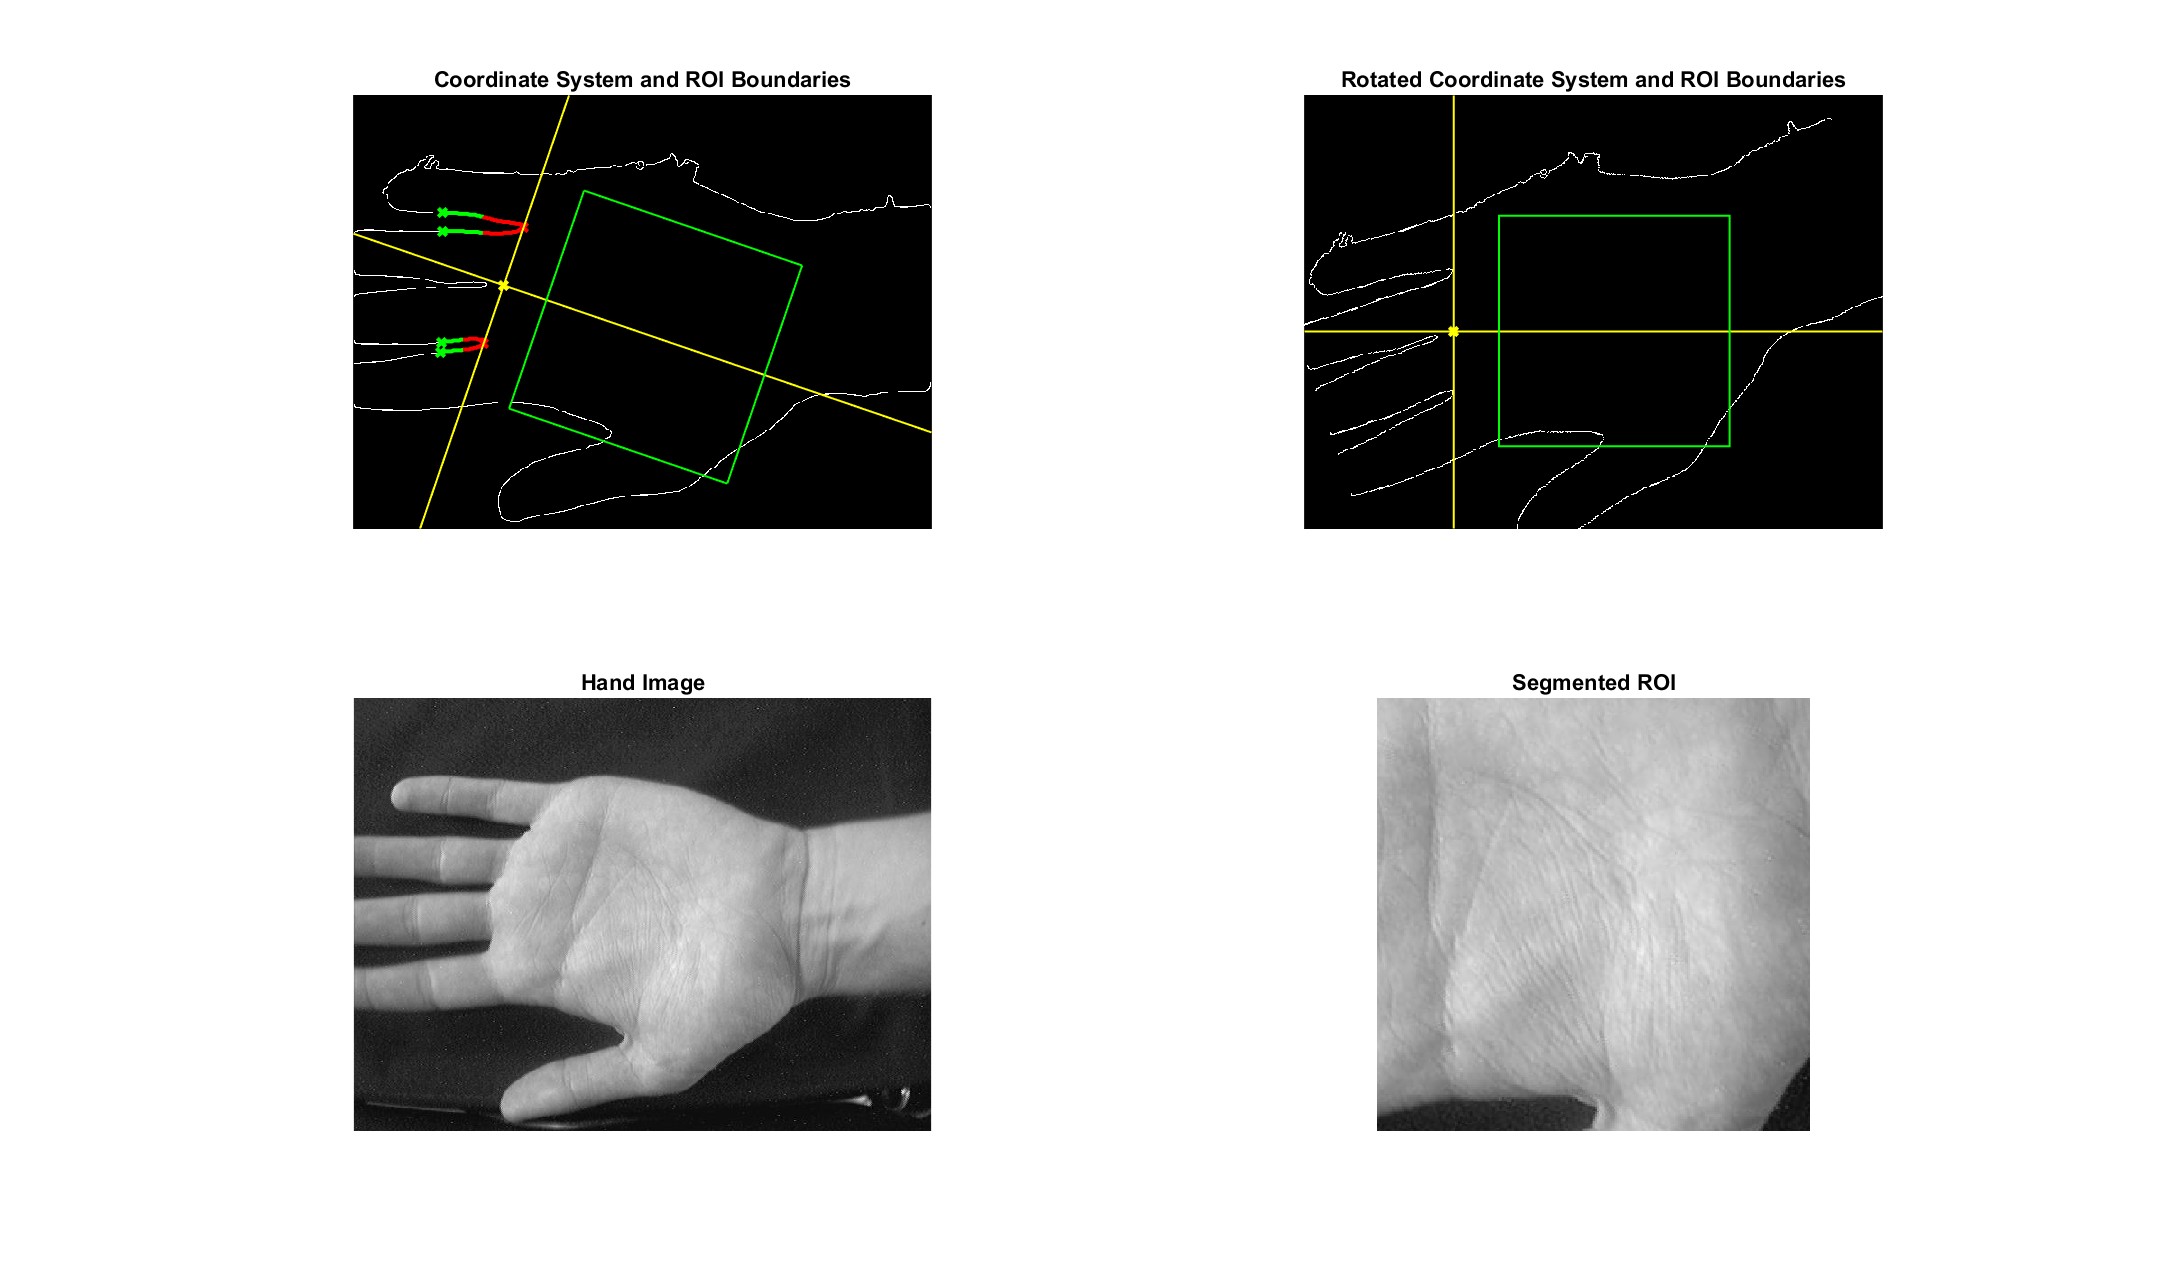 Coordinate System and ROI Boundaries
Rotated Coordinate System and ROI Boundaries
Hand Image
Segmented ROI